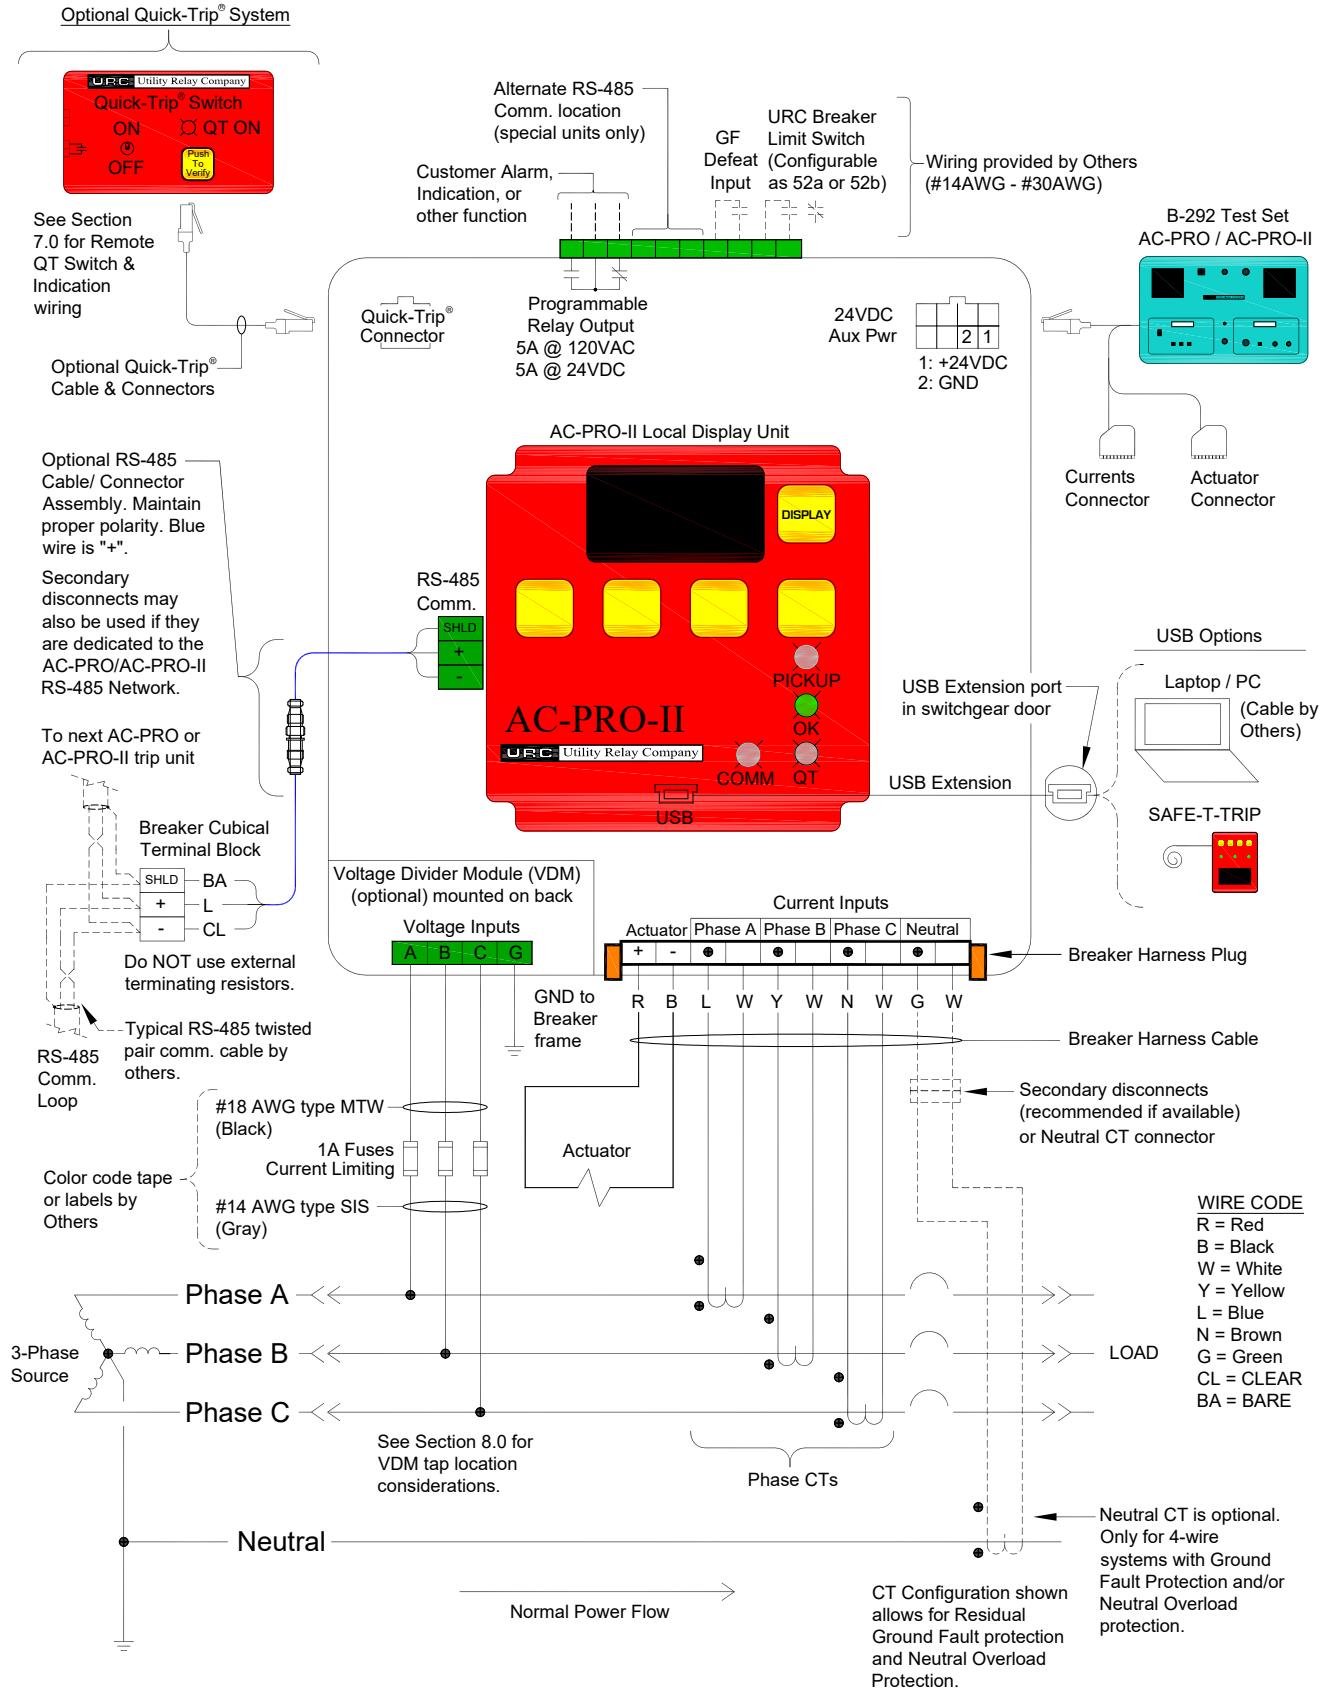 Optional Quick-Trip® System
URC Utility Relay Company
Quick-Trip® Switch
ON
QT ON
OFF
Push
To
Verify
See Section
7.0 for Remote
QT Switch &
Indication
wiring
Optional Quick-Trip®
Cable & Connectors
Alternate RS-485
Comm. location
(special units only)
Customer Alarm,
Indication, or
other function
GF
Defeat
Input
URC Breaker
Limit Switch
(Configurable
as 52a or 52b)
Wiring provided by Others
(#14AWG - #30AWG)
B-292 Test Set
AC-PRO / AC-PRO-II
Quick-Trip®
Connector
Programmable
Relay Output
5A @ 120VAC
5A @ 24VDC
24VDC
Aux Pwr
2 1
1: +24VDC
2: GND
Currents
Connector
Actuator
Connector
AC-PRO-II Local Display Unit
DISPLAY
Optional RS-485
Cable/ Connector
Assembly. Maintain
proper polarity. Blue
wire is "+".
Secondary
disconnects may
also be used if they
are dedicated to the
AC-PRO/AC-PRO-II
RS-485 Network.
RS-485
Comm.
SHLD
+
-
PICKUP
OK
AC-PRO-II
URC Utility Relay Company
COMM
QT
USB
USB Options
USB Extension port
in switchgear door
Laptop / PC
(Cable by
Others)
USB Extension
SAFE-T-TRIP
To next AC-PRO or
AC-PRO-II trip unit
Breaker Cubical
Terminal Block
SHLD BA
+ L
- CL
Do NOT use external
terminating resistors.
Typical RS-485 twisted
pair comm. cable by
others.
RS-485
Comm.
Loop
Voltage Divider Module (VDM)
(optional) mounted on back
Voltage Inputs
A B C G
GND to
Breaker
frame
Current Inputs
Actuator Phase A Phase B Phase C Neutral
+ -
R B L W Y W N W G W
Breaker Harness Plug
Breaker Harness Cable
Secondary disconnects
(recommended if available)
or Neutral CT connector
#18 AWG type MTW
(Black)
1A Fuses
Current Limiting
#14 AWG type SIS
(Gray)
Color code tape
or labels by
Others
Actuator
WIRE CODE
R = Red
B = Black
W = White
Y = Yellow
L = Blue
N = Brown
G = Green
CL = CLEAR
BA = BARE
3-Phase
Source
Phase A
Phase B
Phase C
LOAD
See Section 8.0 for
VDM tap location
considerations.
Phase CTs
Neutral
Normal Power Flow
CT Configuration shown
allows for Residual
Ground Fault protection
and Neutral Overload
Protection.
Neutral CT is optional.
Only for 4-wire
systems with Ground
Fault Protection and/or
Neutral Overload
protection.